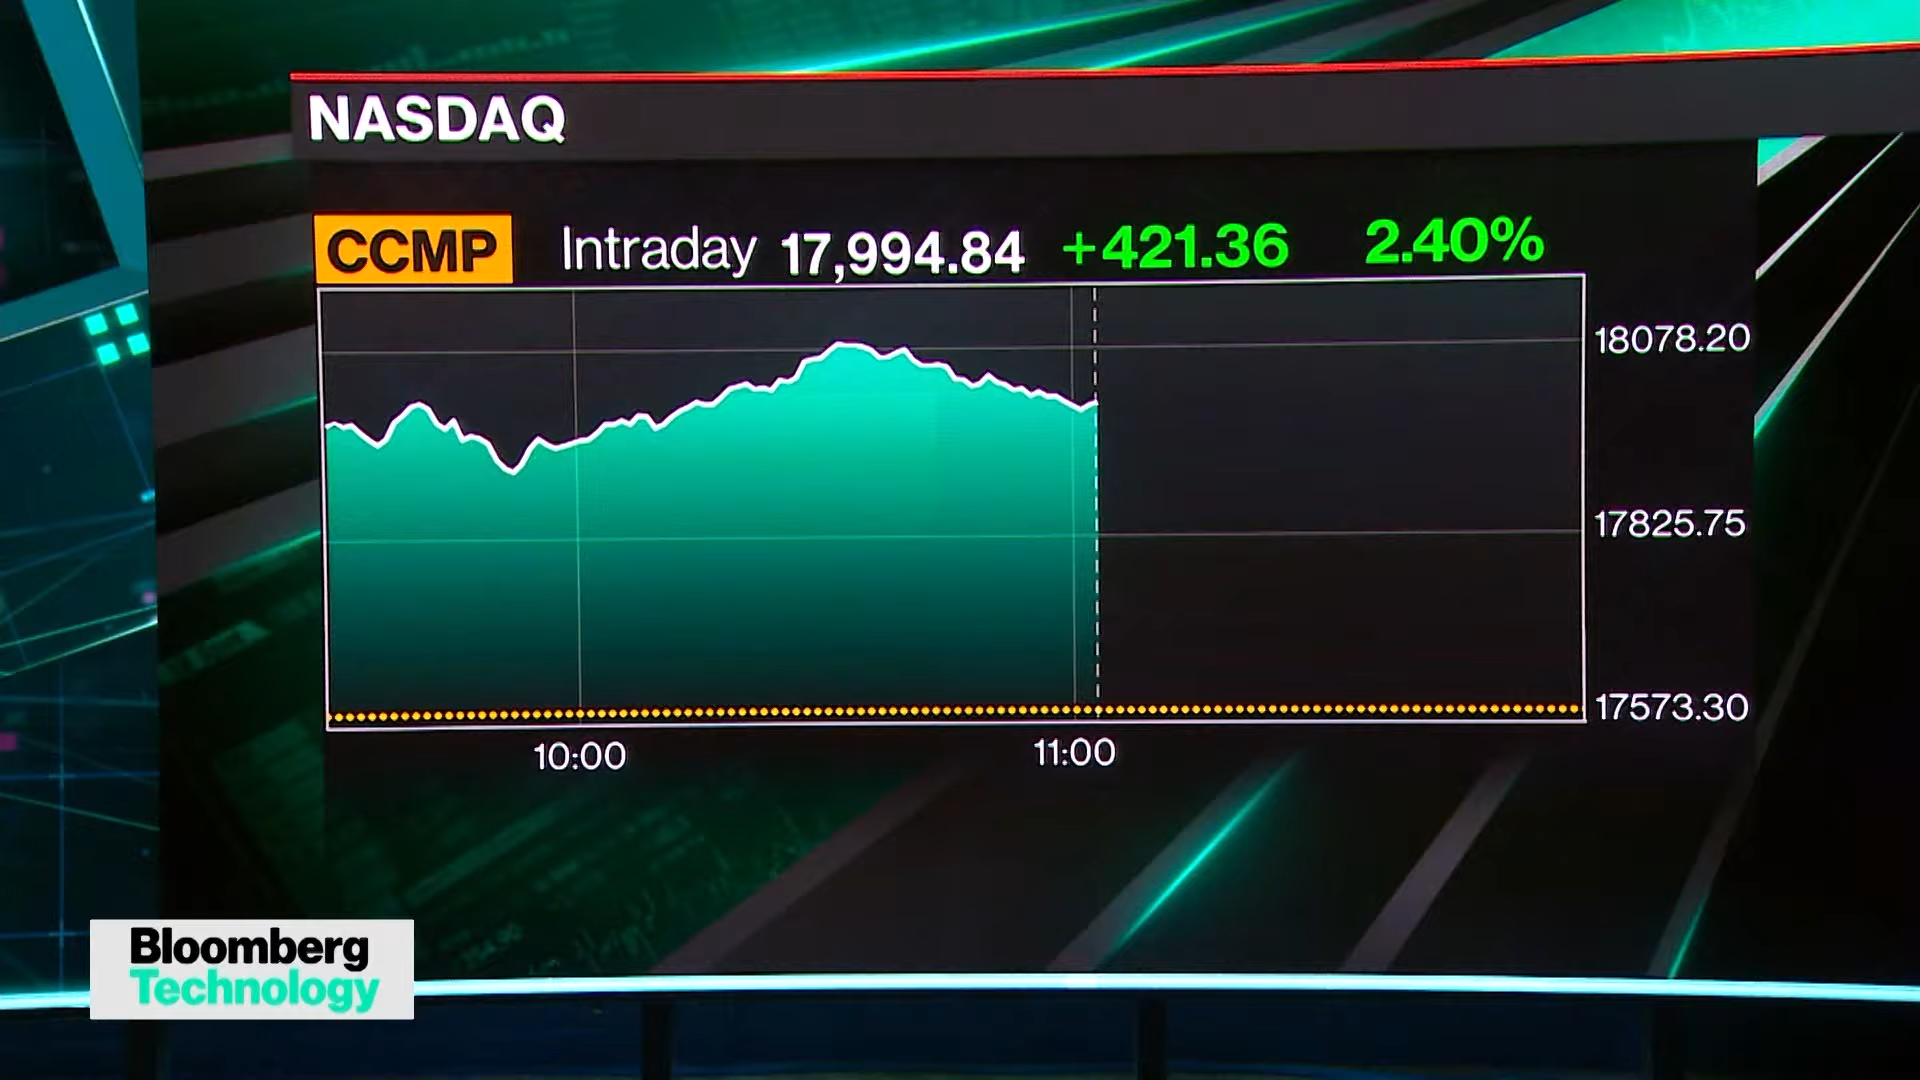 NASDAQ
CCMP Intraday 17,994.84 +421.36 2.40%
18078.20
17825.75
17573.30
10:00 11:00
Bloomberg
Technology